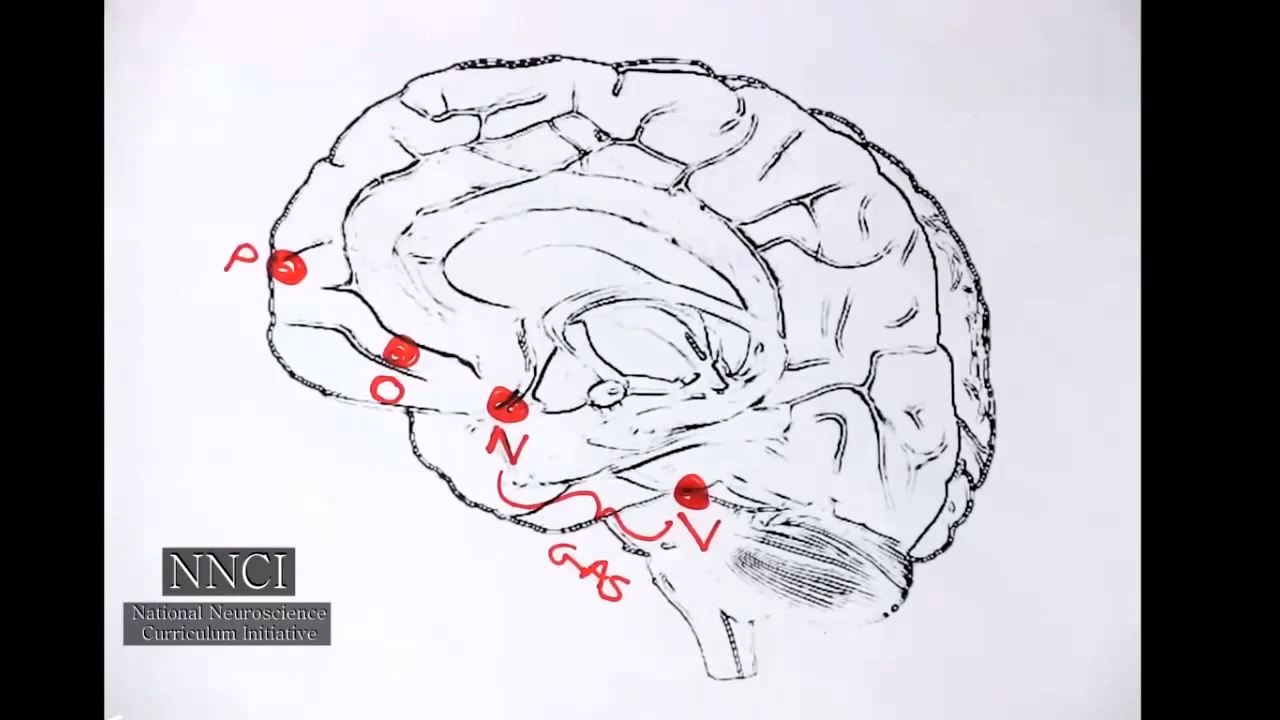 P
O
N
V
GAS
NNCI
National Neuroscience
Curriculum Initiative